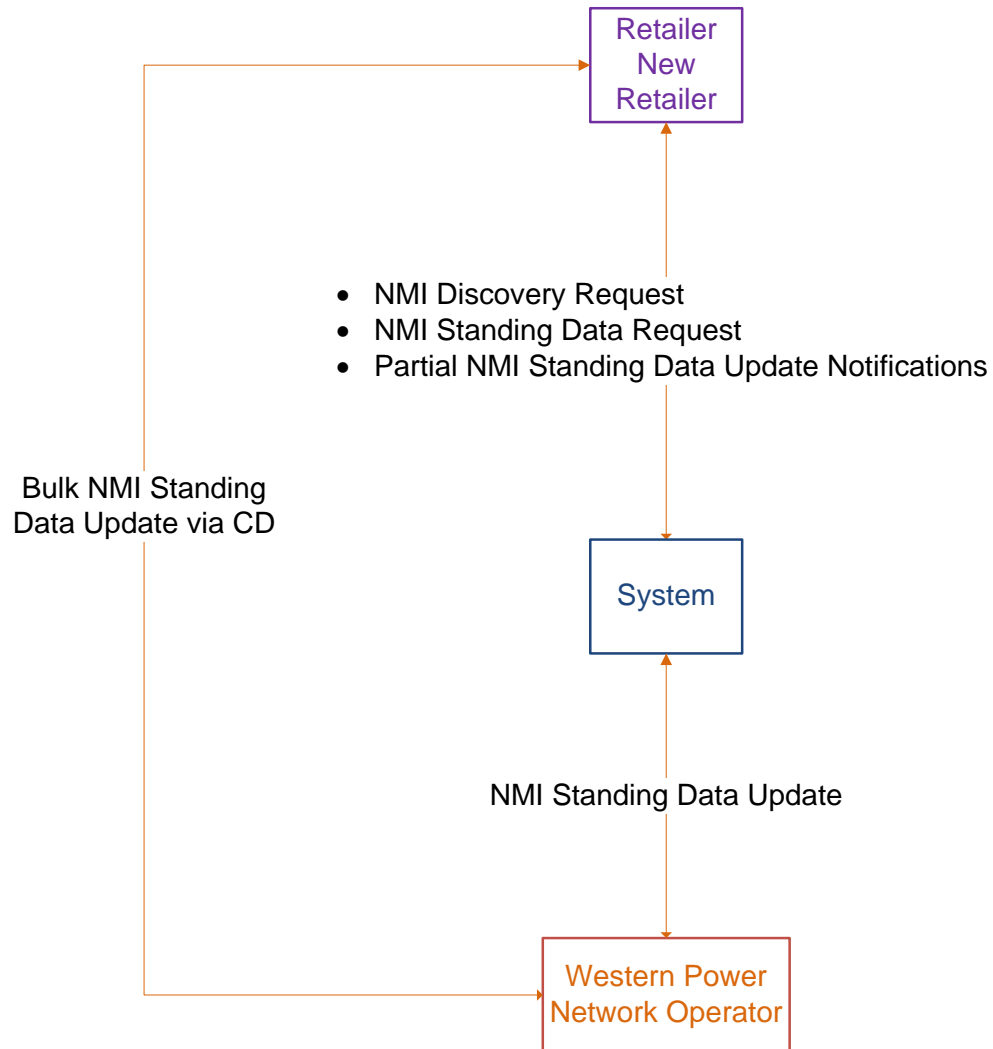 Retailer
New
Retailer
• NMI Discovery Request
• NMI Standing Data Request
• Partial NMI Standing Data Update Notifications
Bulk NMI Standing
Data Update via CD
System
NMI Standing Data Update
Western Power
Network Operator